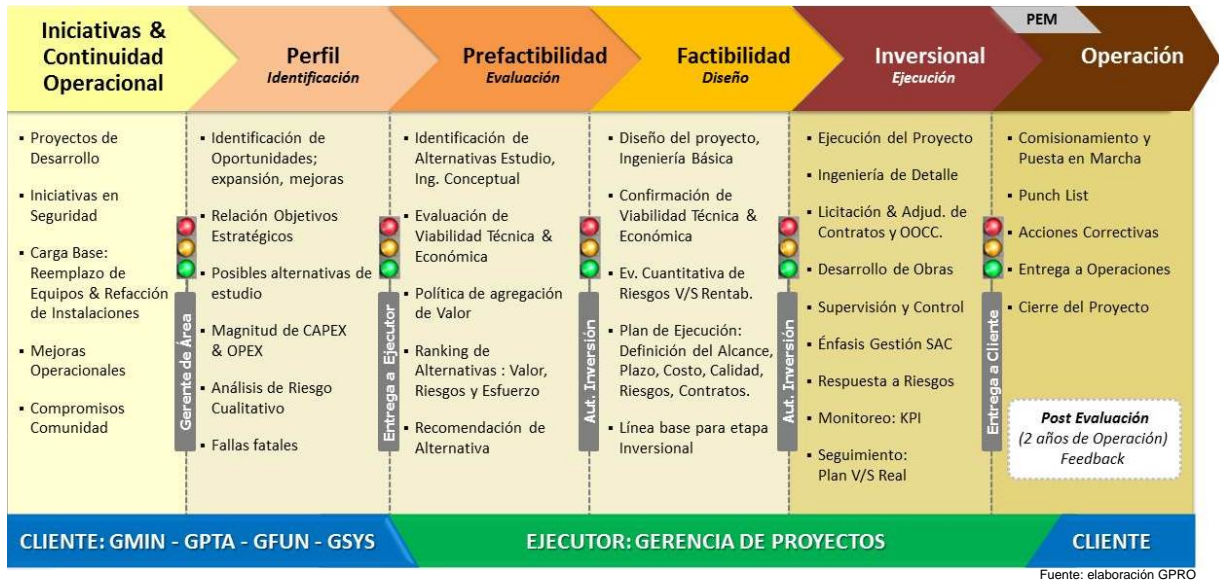 Iniciativas &
Continuidad
Operacional
Perfil
Identificación
Prefactibilidad
Evaluación
Factibilidad
Diseño
Inversional
Ejecución
PEM
Operación
▪ Proyectos de
Desarrollo
▪ Iniciativas en
Seguridad
▪ Carga Base:
Reemplazo de
Equipos & Refacción
de Instalaciones
▪ Mejoras
Operacionales
▪ Compromisos
Comunidad
Gerente de Área
▪ Identificación de
Oportunidades;
expansión, mejoras
▪ Relación Objetivos
Estratégicos
▪ Posibles alternativas de
estudio
▪ Magnitud de CAPEX
& OPEX
▪ Análisis de Riesgo
Cualitativo
▪ Fallas fatales
Entrega a Ejecutor
▪ Identificación de
Alternativas Estudio,
Ing. Conceptual
▪ Evaluación de
Viabilidad Técnica &
Económica
▪ Política de agregación
de Valor
▪ Ranking de
Alternativas : Valor,
Riesgos y Esfuerzo
▪ Recomendación de
Alternativa
Aut. Inversión
▪ Diseño del proyecto,
Ingeniería Básica
▪ Confirmación de
Viabilidad Técnica &
Económica
▪ Ev. Cuantitativa de
Riesgos V/S Rentab.
▪ Plan de Ejecución:
Definición del Alcance,
Plazo, Costo, Calidad,
Riesgos, Contratos.
▪ Línea base para etapa
Inversional
Aut. Inversión
▪ Ejecución del Proyecto
▪ Ingeniería de Detalle
▪ Licitación & Adjud. de
Contratos y OOCC.
▪ Desarrollo de Obras
▪ Supervisión y Control
▪ Énfasis Gestión SAC
▪ Respuesta a Riesgos
▪ Monitoreo: KPI
▪ Seguimiento:
Plan V/S Real
Entrega a Cliente
▪ Comisionamiento y
Puesta en Marcha
▪ Punch List
▪ Acciones Correctivas
▪ Entrega a Operaciones
▪ Cierre del Proyecto
Post Evaluación
(2 años de Operación)
Feedback
CLIENTE: GMIN - GPTA - GFUN - GSYS
EJECUTOR: GERENCIA DE PROYECTOS
CLIENTE
Fuente: elaboración GPRO